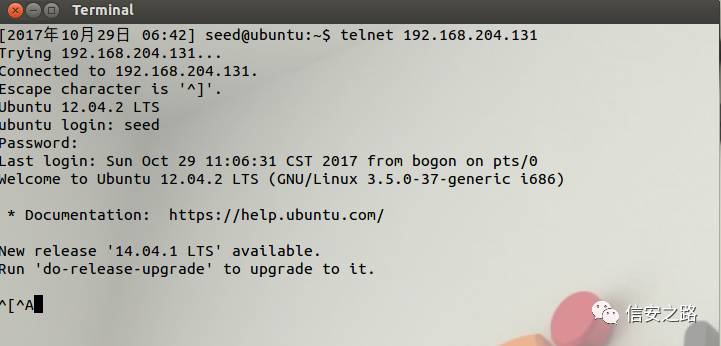 Terminal
[2017年10月29日 06:42] seed@ubuntu:~$ telnet 192.168.204.131
Trying 192.168.204.131...
Connected to 192.168.204.131.
Escape character is '^]'.
Ubuntu 12.04.2 LTS
ubuntu login: seed
Password:
Last login: Sun Oct 29 11:06:31 CST 2017 from bogon on pts/0
Welcome to Ubuntu 12.04.2 LTS (GNU/Linux 3.5.0-37-generic i686)
 * Documentation:  https://help.ubuntu.com/
New release '14.04.1 LTS' available.
Run 'do-release-upgrade' to upgrade to it.
^[^A
信安之路